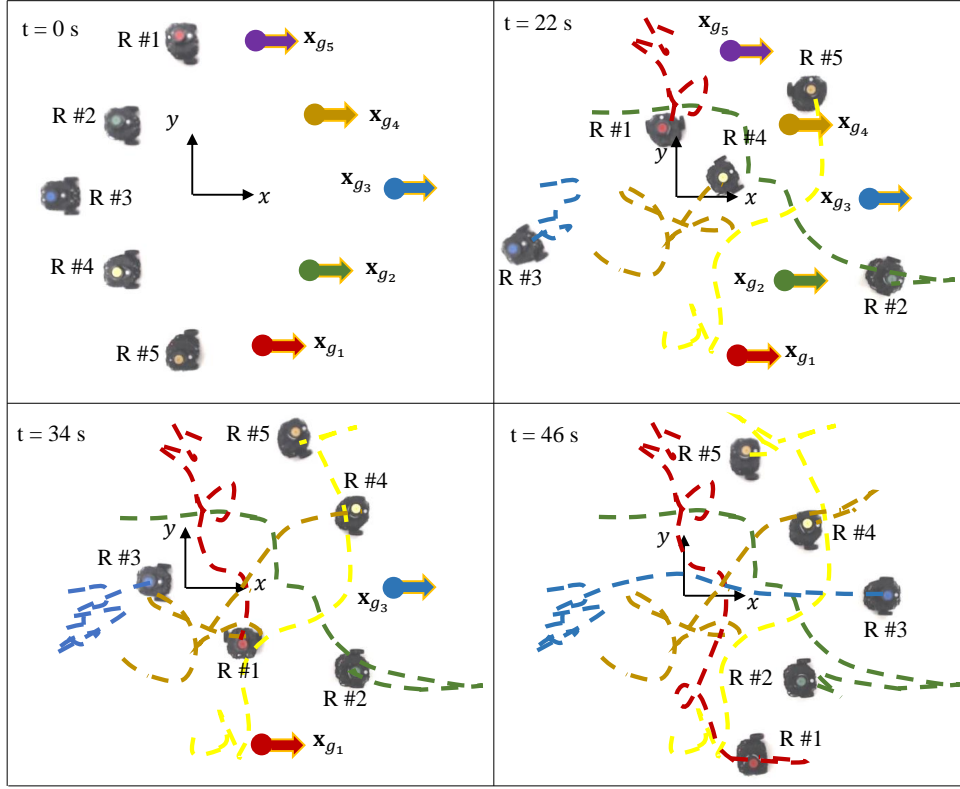 t = 0 s
R #1
𝐱_{g_5}
R #2
y
𝐱_{g_4}
R #3
x
𝐱_{g_3}
R #4
𝐱_{g_2}
R #5
𝐱_{g_1}
t = 22 s
𝐱_{g_5}
R #5
R #1
R #4
𝐱_{g_4}
y
x
𝐱_{g_3}
R #3
𝐱_{g_2}
R #2
𝐱_{g_1}
t = 34 s
R #5
R #4
y
R #3
x
𝐱_{g_3}
R #1
R #2
𝐱_{g_1}
t = 46 s
R #5
R #4
y
x
R #3
R #2
R #1